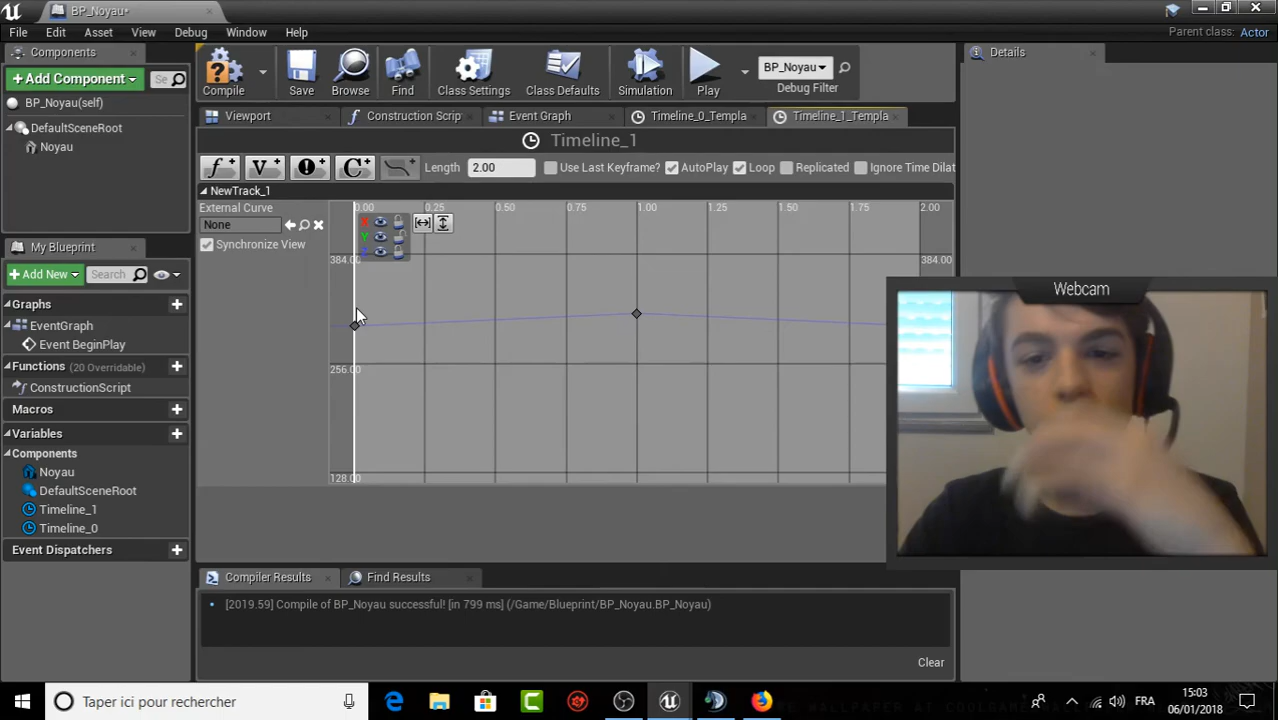 BP_Noyau*
File Edit Asset View Debug Window Help
Parent class: Actor
Components
+Add Component
Se
BP_Noyau(self)
DefaultSceneRoot
Noyau
Compile
Save
Browse
Find
Class Settings
Class Defaults
Simulation
Play
BP_Noyau
Debug Filter
Details
Viewport
Construction Scrip
Event Graph
Timeline_0_Templa
Timeline_1_Templa
Timeline_1
Length 2.00 Use Last Keyframe? AutoPlay Loop Replicated Ignore Time Dilat
NewTrack_1
External Curve
None
Synchronize View
0.00 0.25 0.50 0.75 1.00 1.25 1.50 1.75 2.00
X
Y
Z
384.00 384.00
256.00
128.00
Webcam
My Blueprint
+Add New Search
Graphs
EventGraph
Event BeginPlay
Functions (20 Overridable)
ConstructionScript
Macros
Variables
Components
Noyau
DefaultSceneRoot
Timeline_1
Timeline_0
Event Dispatchers
Compiler Results
Find Results
[2019.59] Compile of BP_Noyau successful! [in 799 ms] (/Game/Blueprint/BP_Noyau.BP_Noyau)
Clear
Taper ici pour rechercher
FRA
15:03
06/01/2018